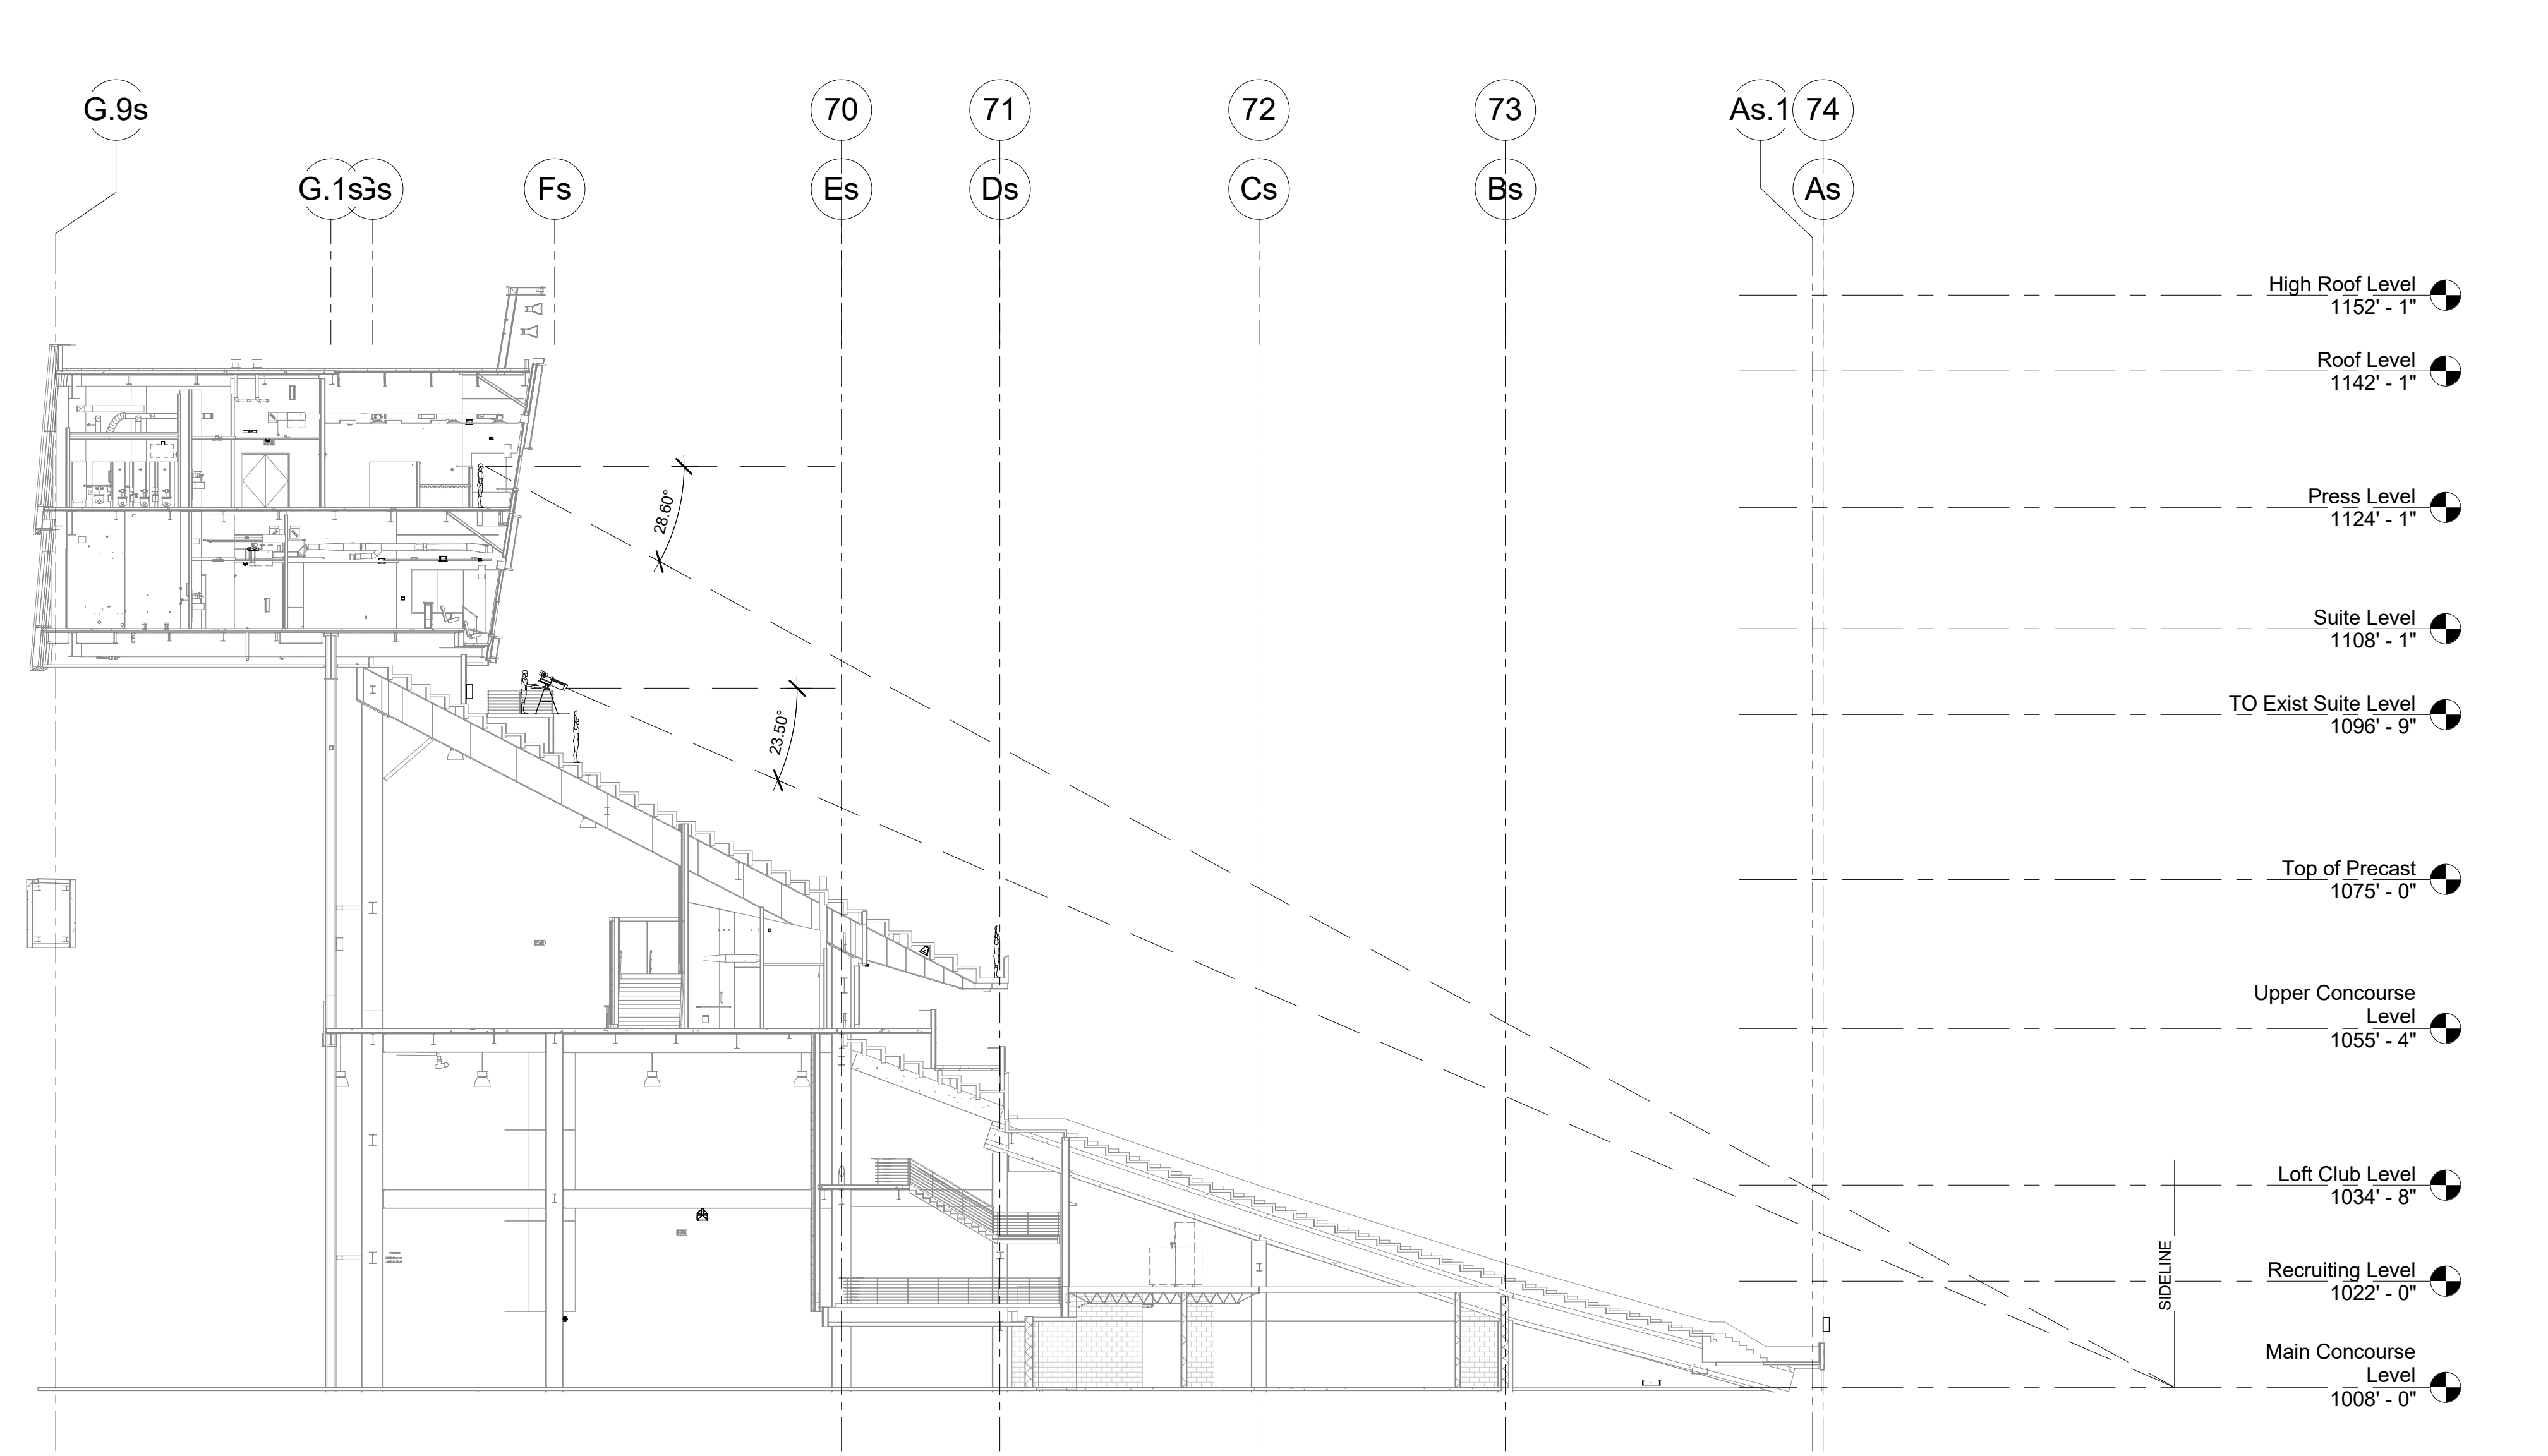 G.9s
70
71
72
73
As.1
74
G.1s
Gs
Fs
Es
Ds
Cs
Bs
As
High Roof Level
1152' - 1"
Roof Level
1142' - 1"
28.60°
Press Level
1124' - 1"
Suite Level
1108' - 1"
23.50°
TO Exist Suite Level
1096' - 9"
Top of Precast
1075' - 0"
Upper Concourse
Level
1055' - 4"
Loft Club Level
1034' - 8"
SIDELINE
Recruiting Level
1022' - 0"
Main Concourse
Level
1008' - 0"